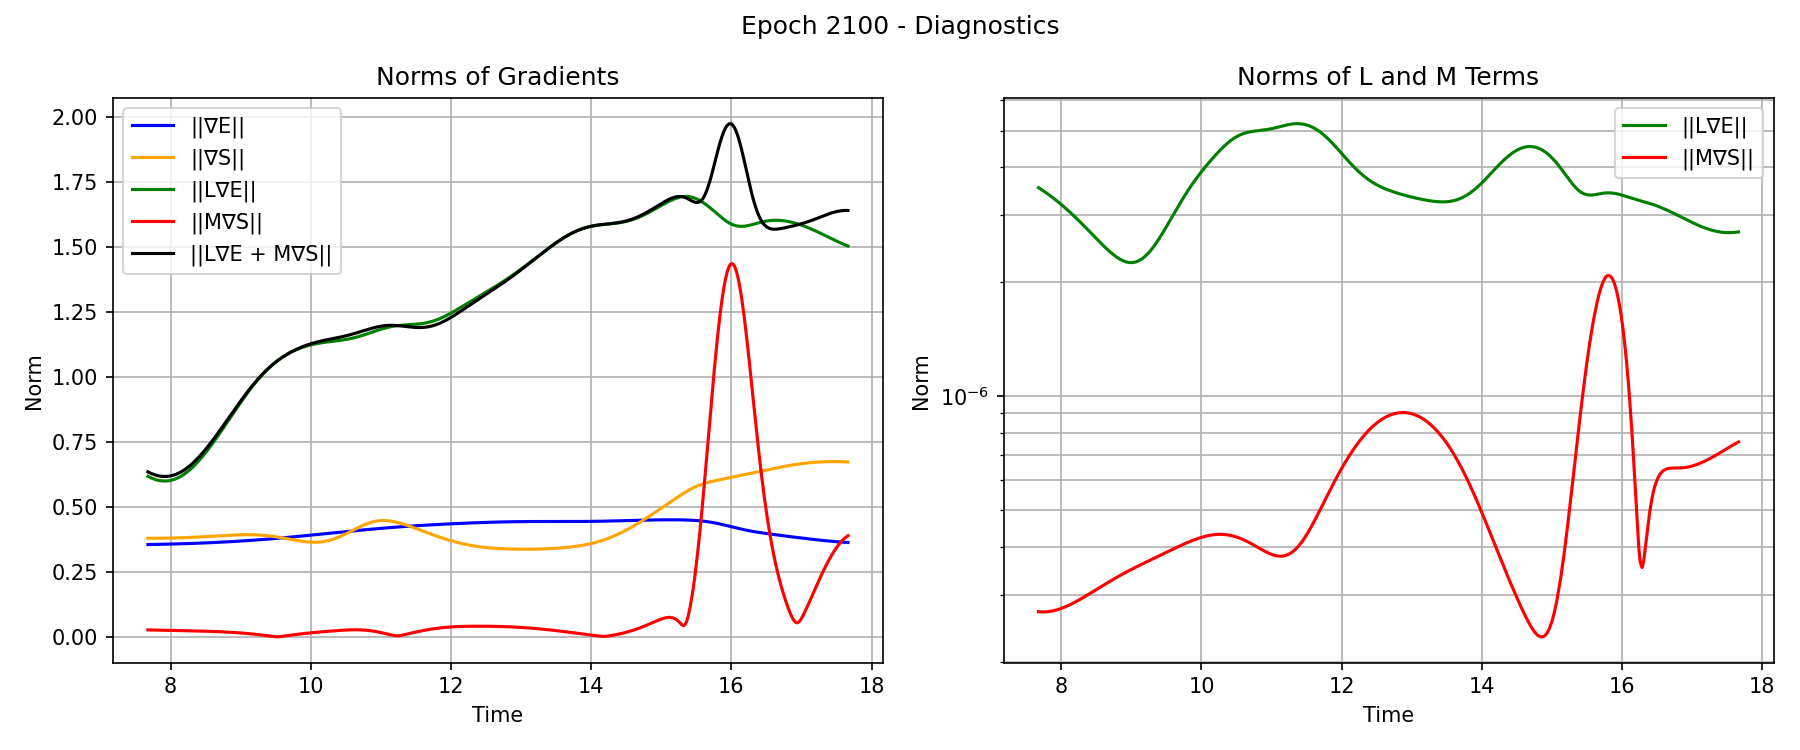 Epoch 2100 - Diagnostics
Norms of Gradients
||∇E||
||∇S||
||L∇E||
||M∇S||
||L∇E + M∇S||
2.00
1.75
1.50
1.25
1.00
0.75
0.50
0.25
0.00
Norm
8 10 12 14 16 18
Time
Norms of L and M Terms
||L∇E||
||M∇S||
10⁻⁶
Norm
8 10 12 14 16 18
Time